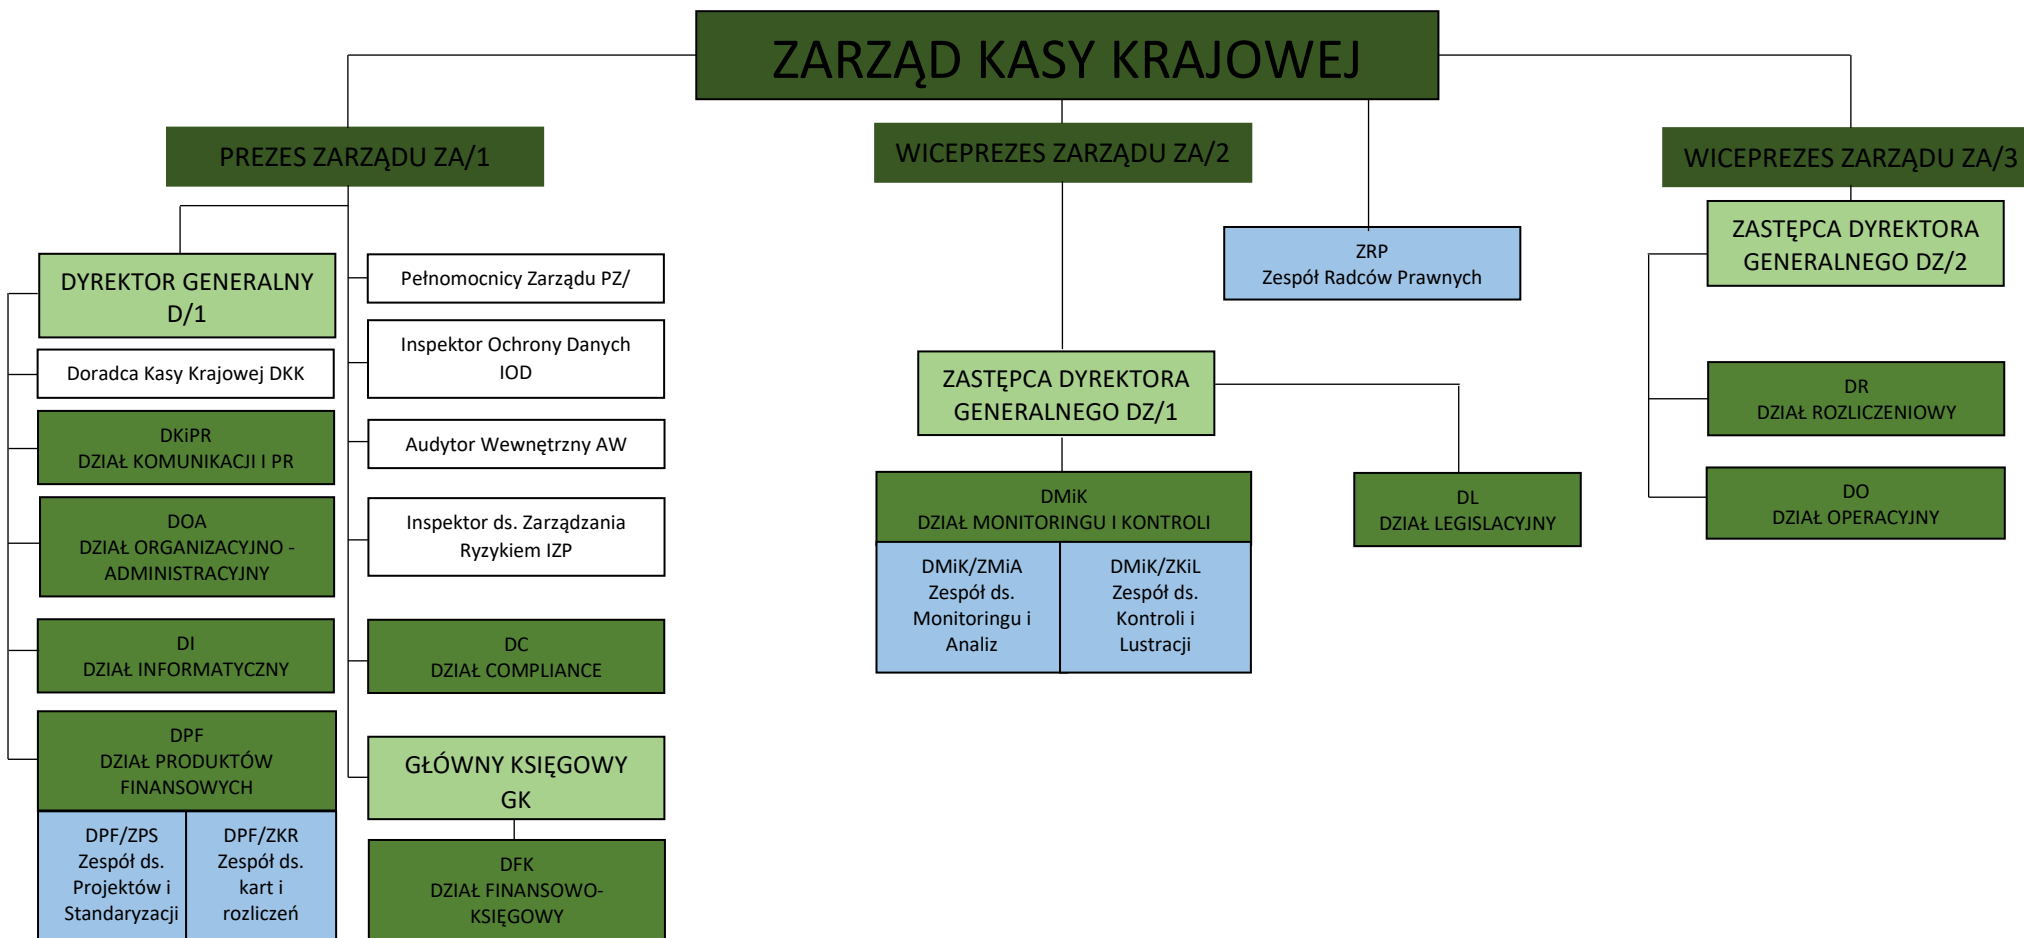 ZARZĄD KASY KRAJOWEJ
PREZES ZARZĄDU ZA/1
WICEPREZES ZARZĄDU ZA/2
WICEPREZES ZARZĄDU ZA/3
DYREKTOR GENERALNY
D/1
Doradca Kasy Krajowej DKK
DKiPR
DZIAŁ KOMUNIKACJI I PR
DOA
DZIAŁ ORGANIZACYJNO -
ADMINISTRACYJNY
DI
DZIAŁ INFORMATYCZNY
DPF
DZIAŁ PRODUKTÓW
FINANSOWYCH
DPF/ZPS
Zespół ds.
Projektów i
Standaryzacji
DPF/ZKR
Zespół ds.
kart i
rozliczeń
Pełnomocnicy Zarządu PZ/
Inspektor Ochrony Danych
IOD
Audytor Wewnętrzny AW
Inspektor ds. Zarządzania
Ryzykiem IZP
DC
DZIAŁ COMPLIANCE
GŁÓWNY KSIĘGOWY
GK
DFK
DZIAŁ FINANSOWO-
KSIĘGOWY
ZASTĘPCA DYREKTORA
GENERALNEGO DZ/1
DMiK
DZIAŁ MONITORINGU I KONTROLI
DMiK/ZMiA
Zespół ds.
Monitoringu i
Analiz
DMiK/ZKiL
Zespół ds.
Kontroli i
Lustracji
DL
DZIAŁ LEGISLACYJNY
ZRP
Zespół Radców Prawnych
ZASTĘPCA DYREKTORA
GENERALNEGO DZ/2
DR
DZIAŁ ROZLICZENIOWY
DO
DZIAŁ OPERACYJNY